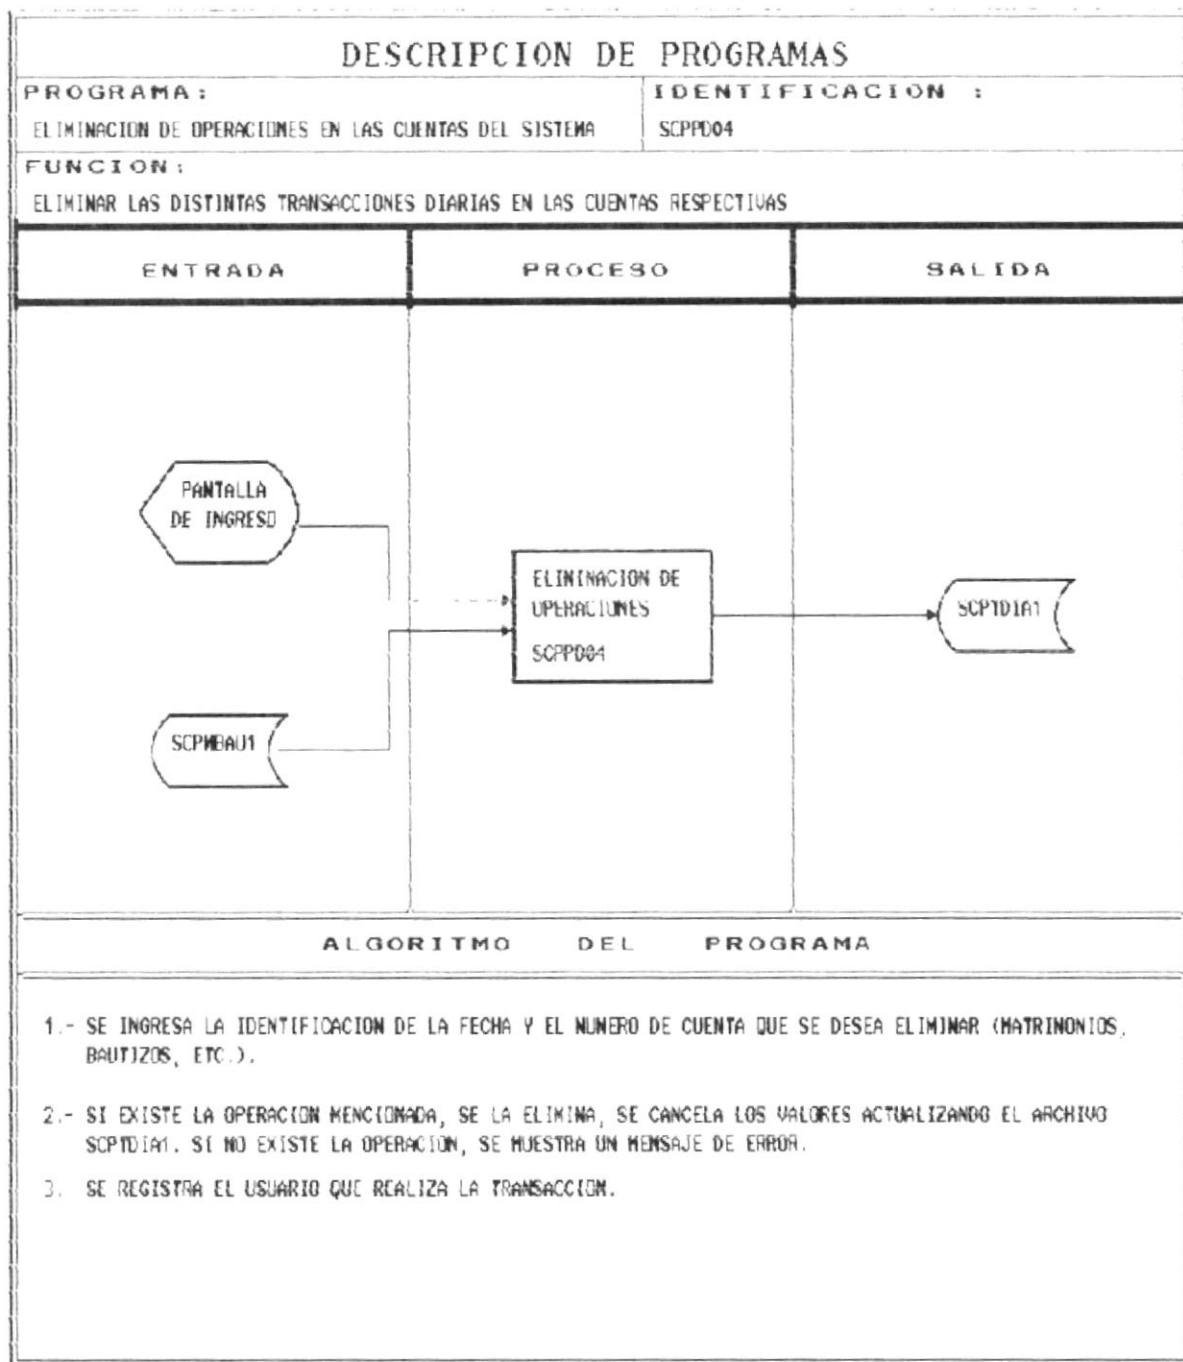 DESCRIPCION DE PROGRAMAS
PROGRAMA:
IDENTIFICACION :
ELIMINACION DE OPERACIONES EN LAS CUENTAS DEL SISTEMA
SCPPD04
FUNCION:
ELIMINAR LAS DISTINTAS TRANSACCIONES DIARIAS EN LAS CUENTAS RESPECTIVAS
ENTRADA
PROCESO
SALIDA
PANTALLA
DE INGRESO
ELIMINACION DE
OPERACIONES
SCPPD04
SCPTDIA1
SCPMBAU1
ALGORITMO DEL PROGRAMA
1.- SE INGRESA LA IDENTIFICACION DE LA FECHA Y EL NUMERO DE CUENTA QUE SE DESEA ELIMINAR (MATRIMONIOS,
BAUTIZOS, ETC.).
2.- SI EXISTE LA OPERACION MENCIONADA, SE LA ELIMINA, SE CANCELA LOS VALORES ACTUALIZANDO EL ARCHIVO
SCPTDIA1. SI NO EXISTE LA OPERACION, SE MUESTRA UN MENSAJE DE ERROR.
3. SE REGISTRA EL USUARIO QUE REALIZA LA TRANSACCION.